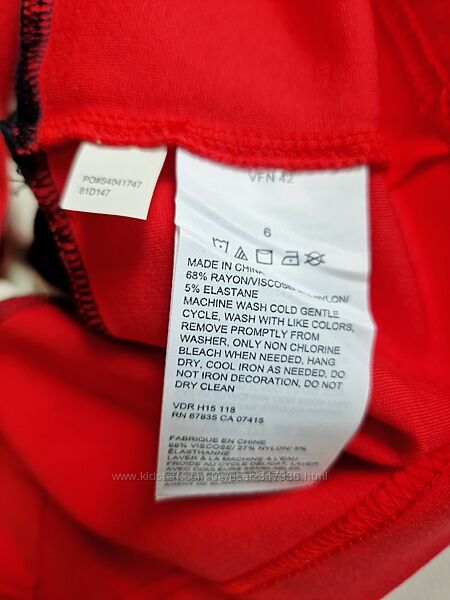 PO#S4041747
81D147
VFN 42
6
MADE IN CHINA
68% RAYON/VISCOSE/ NYLON/
5% ELASTANE
MACHINE WASH COLD GENTLE
CYCLE, WASH WITH LIKE COLORS,
REMOVE PROMPTLY FROM
WASHER, ONLY NON CHLORINE
BLEACH WHEN NEEDED, HANG
DRY, COOL IRON AS NEEDED, DO
NOT IRON DECORATION, DO NOT
DRY CLEAN
VDR H15 118
RN 67835 CA 07415
FABRIQUE EN CHINE
68% VISCOSE/ 27% NYLON/ 5%
ÉLASTHANNE
LAVER À LA MACHINE À L'EAU
FROIDE AU CYCLE DÉLICAT, LAVER
AVEC COULEURS SEMBLABLES,
AGENT DE